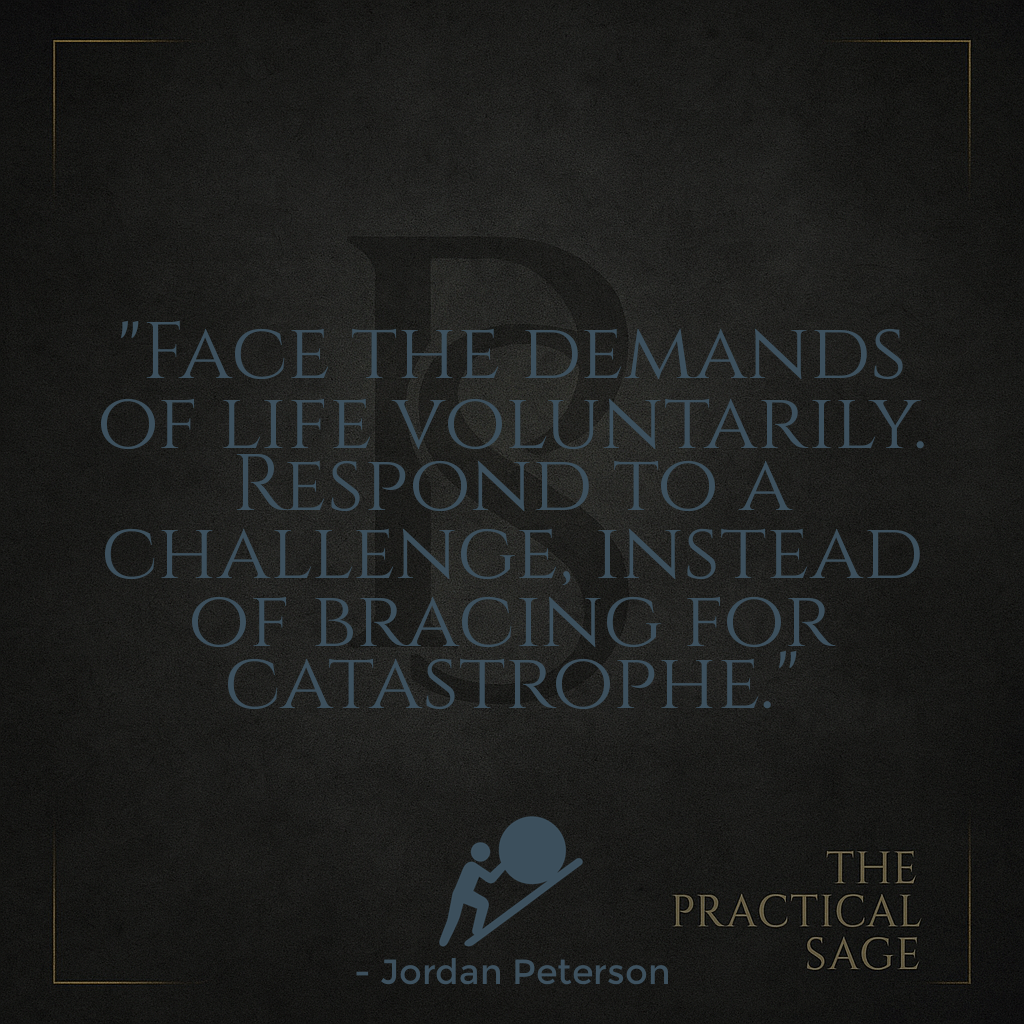 "Face the demands
of life voluntarily.
Respond to a
challenge, instead
of bracing for
catastrophe."
- Jordan Peterson
THE
PRACTICAL
SAGE
PS